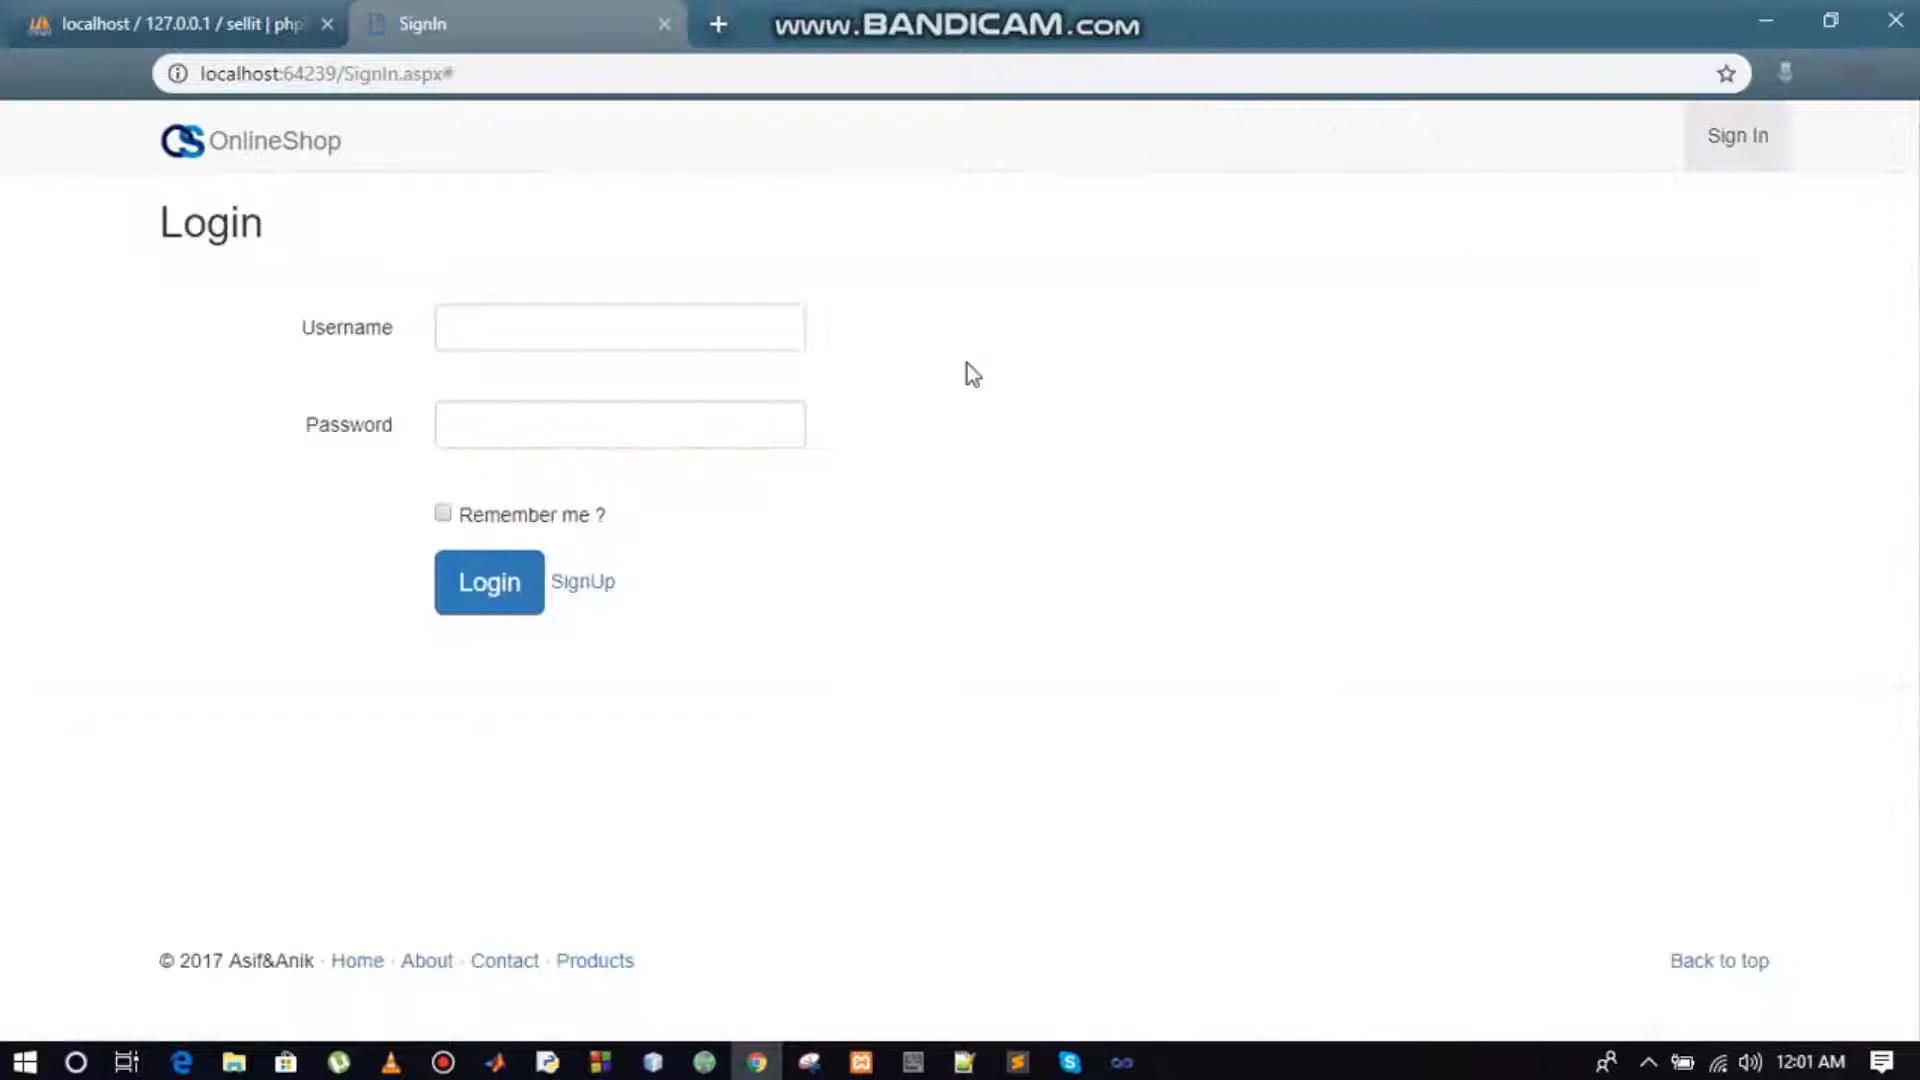 localhost / 127.0.0.1 / sellit | php
SignIn
www.BANDICAM.com
localhost:64239/SignIn.aspx#
OS OnlineShop
Sign In
Login
Username
Password
Remember me ?
Login SignUp
© 2017 Asif&Anik · Home · About · Contact · Products
Back to top
12:01 AM